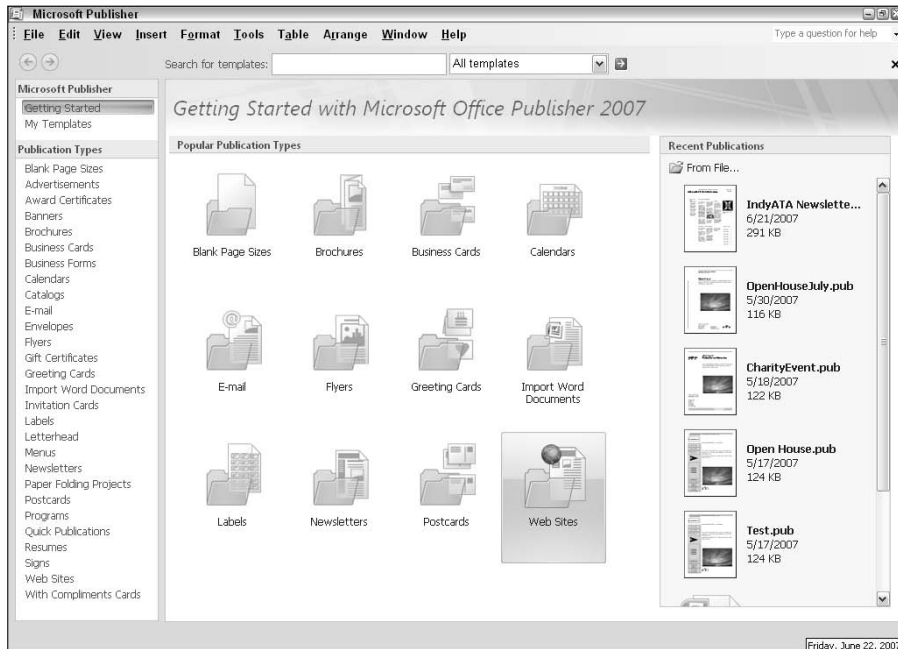 Microsoft Publisher
File Edit View Insert Format Tools Table Arrange Window Help
Type a question for help
Search for templates:
All templates
Microsoft Publisher
Getting Started
My Templates
Publication Types
Blank Page Sizes
Advertisements
Award Certificates
Banners
Brochures
Business Cards
Business Forms
Calendars
Catalogs
E-mail
Envelopes
Flyers
Gift Certificates
Greeting Cards
Import Word Documents
Invitation Cards
Labels
Letterhead
Menus
Newsletters
Paper Folding Projects
Postcards
Programs
Quick Publications
Resumes
Signs
Web Sites
With Compliments Cards
Getting Started with Microsoft Office Publisher 2007
Popular Publication Types
Blank Page Sizes
Brochures
Business Cards
Calendars
E-mail
Flyers
Greeting Cards
Import Word
Documents
Labels
Newsletters
Postcards
Web Sites
Recent Publications
From File...
IndyATA Newslette...
6/21/2007
291 KB
OpenHouseJuly.pub
5/30/2007
116 KB
CharityEvent.pub
5/18/2007
122 KB
Open House.pub
5/17/2007
124 KB
Test.pub
5/17/2007
124 KB
Friday, June 22, 2007